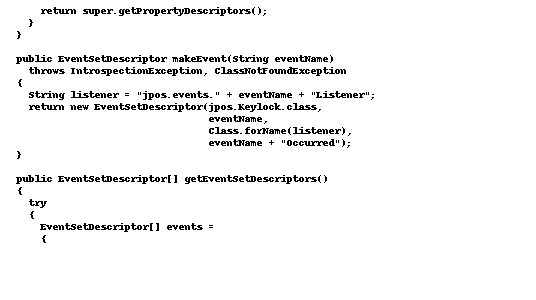 return super.getPropertyDescriptors();
}
}
public EventSetDescriptor makeEvent(String eventName)
throws IntrospectionException, ClassNotFoundException
{
String listener = "jpos.events." + eventName + "Listener";
return new EventSetDescriptor(jpos.Keylock.class,
eventName,
Class.forName(listener),
eventName + "Occurred");
}
public EventSetDescriptor[] getEventSetDescriptors()
{
try
{
EventSetDescriptor[] events =
{